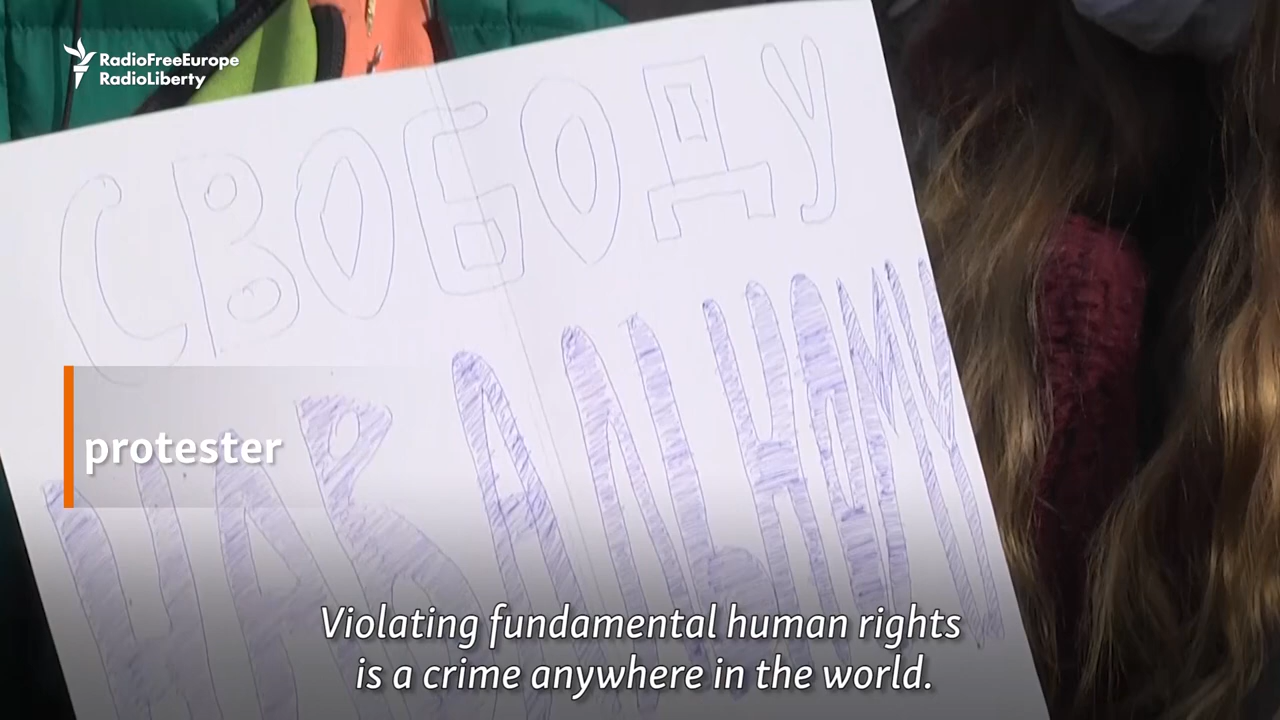 RadioFreeEurope
RadioLiberty
СВОБОДУ
НАВАЛЬНОМУ
protester
Violating fundamental human rights
is a crime anywhere in the world.